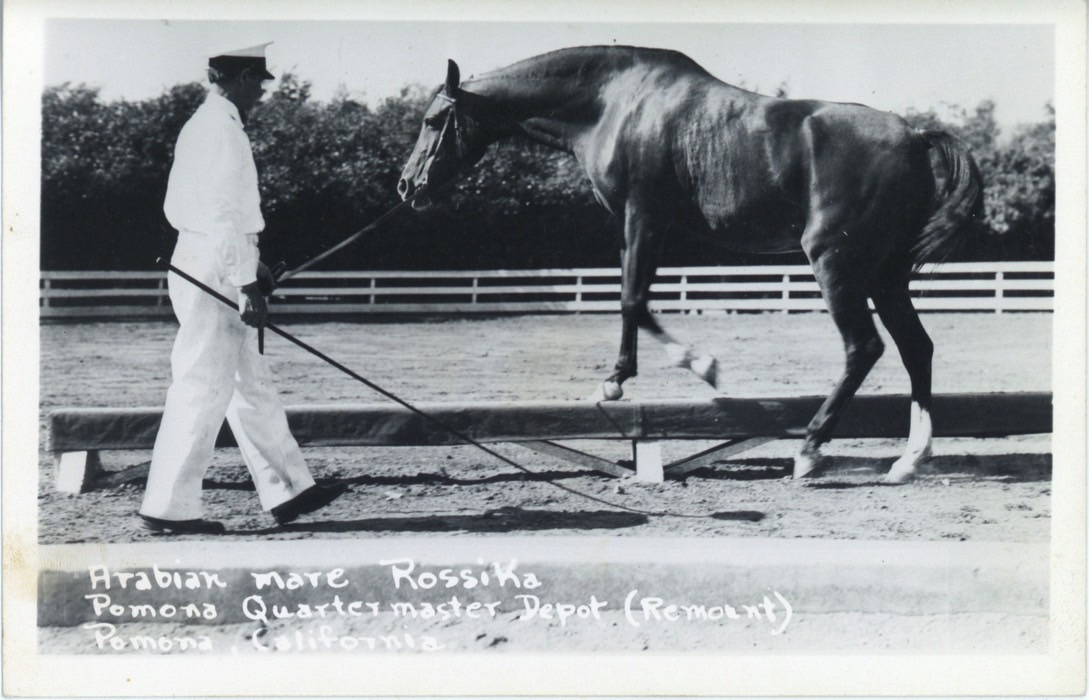 Arabian mare Rossika
Pomona Quartermaster Depot (Remount)
Pomona, California